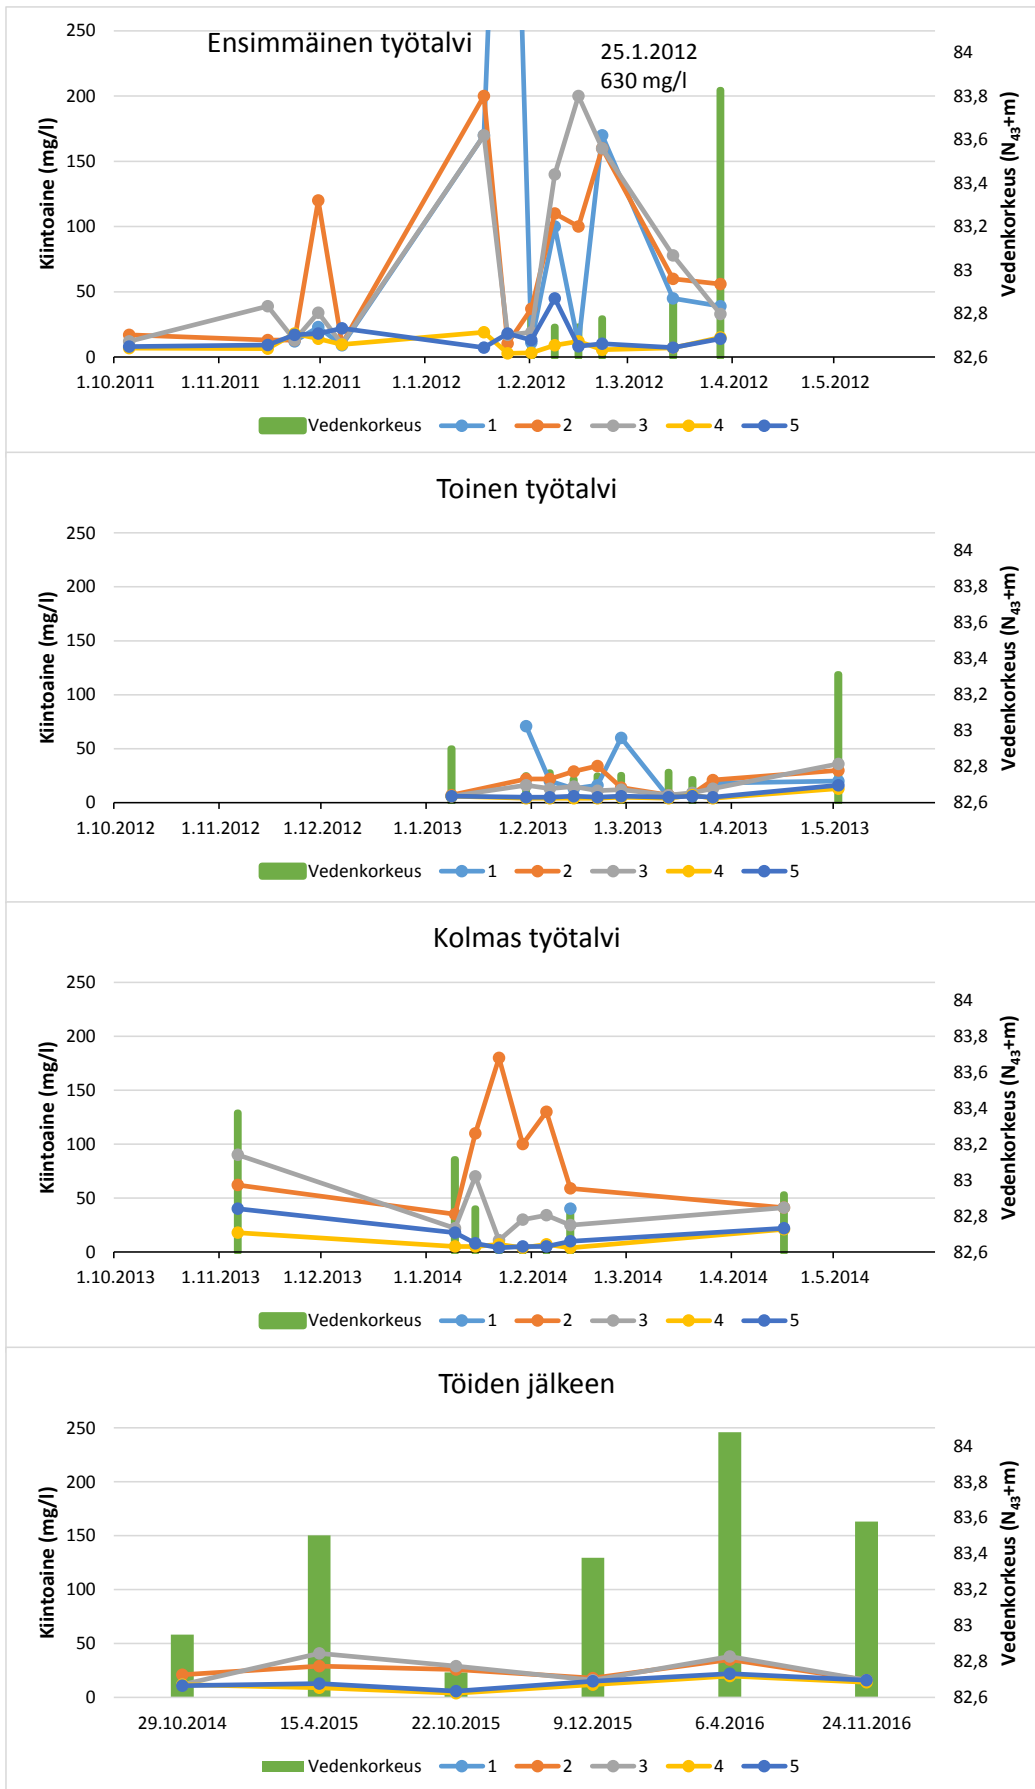 Ensimmäinen työtalvi
25.1.2012
630 mg/l
Kiintoaine (mg/l)
250
200
150
100
50
0
Vedenkorkeus (N43+m)
84
83,8
83,6
83,4
83,2
83
82,8
82,6
1.10.2011 1.11.2011 1.12.2011 1.1.2012 1.2.2012 1.3.2012 1.4.2012 1.5.2012
Vedenkorkeus 1 2 3 4 5
Toinen työtalvi
Kiintoaine (mg/l)
250
200
150
100
50
0
Vedenkorkeus (N43+m)
84
83,8
83,6
83,4
83,2
83
82,8
82,6
1.10.2012 1.11.2012 1.12.2012 1.1.2013 1.2.2013 1.3.2013 1.4.2013 1.5.2013
Vedenkorkeus 1 2 3 4 5
Kolmas työtalvi
Kiintoaine (mg/l)
250
200
150
100
50
0
Vedenkorkeus (N43+m)
84
83,8
83,6
83,4
83,2
83
82,8
82,6
1.10.2013 1.11.2013 1.12.2013 1.1.2014 1.2.2014 1.3.2014 1.4.2014 1.5.2014
Vedenkorkeus 1 2 3 4 5
Töiden jälkeen
Kiintoaine (mg/l)
250
200
150
100
50
0
Vedenkorkeus (N43+m)
84
83,8
83,6
83,4
83,2
83
82,8
82,6
29.10.2014 15.4.2015 22.10.2015 9.12.2015 6.4.2016 24.11.2016
Vedenkorkeus 1 2 3 4 5